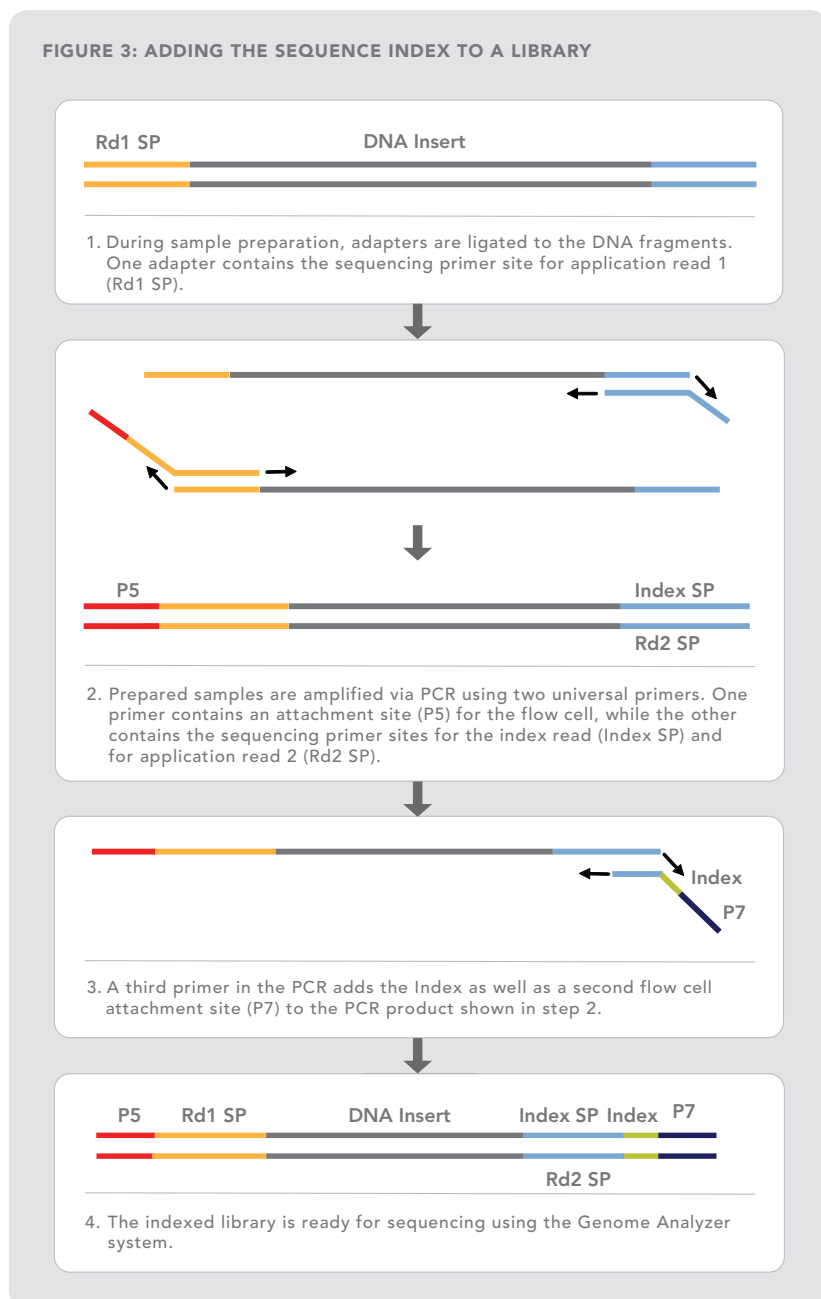 FIGURE 3: ADDING THE SEQUENCE INDEX TO A LIBRARY
Rd1 SP DNA Insert
1. During sample preparation, adapters are ligated to the DNA fragments.
One adapter contains the sequencing primer site for application read 1
(Rd1 SP).
P5 Index SP
Rd2 SP
2. Prepared samples are amplified via PCR using two universal primers. One
primer contains an attachment site (P5) for the flow cell, while the other
contains the sequencing primer sites for the index read (Index SP) and
for application read 2 (Rd2 SP).
Index
P7
3. A third primer in the PCR adds the Index as well as a second flow cell
attachment site (P7) to the PCR product shown in step 2.
P5 Rd1 SP DNA Insert Index SP Index P7
Rd2 SP
4. The indexed library is ready for sequencing using the Genome Analyzer
system.